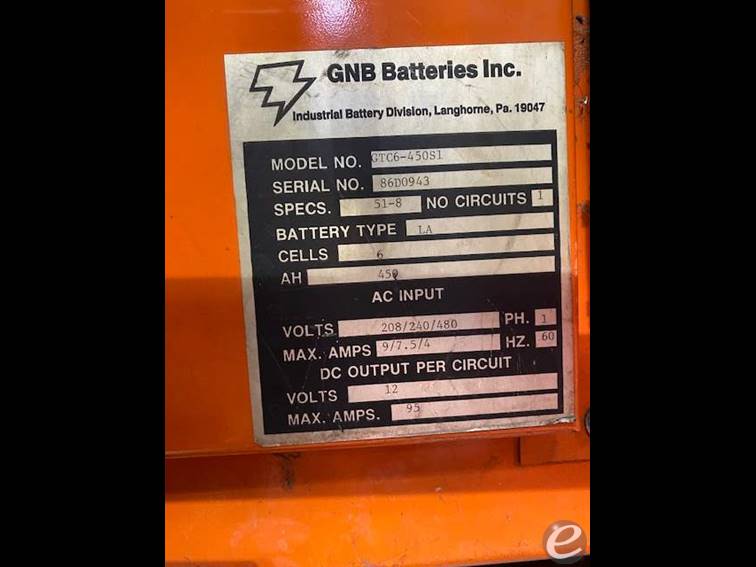 GNB Batteries Inc.
Industrial Battery Division, Langhorne, Pa. 19047
MODEL NO. GTC6-450S1
SERIAL NO. 86D0943
SPECS. 51-8 NO CIRCUITS 1
BATTERY TYPE LA
CELLS 6
AH 450
AC INPUT
VOLTS 208/240/480 PH. 1
MAX. AMPS 9/7.5/4 HZ. 60
DC OUTPUT PER CIRCUIT
VOLTS 12
MAX. AMPS. 95
e